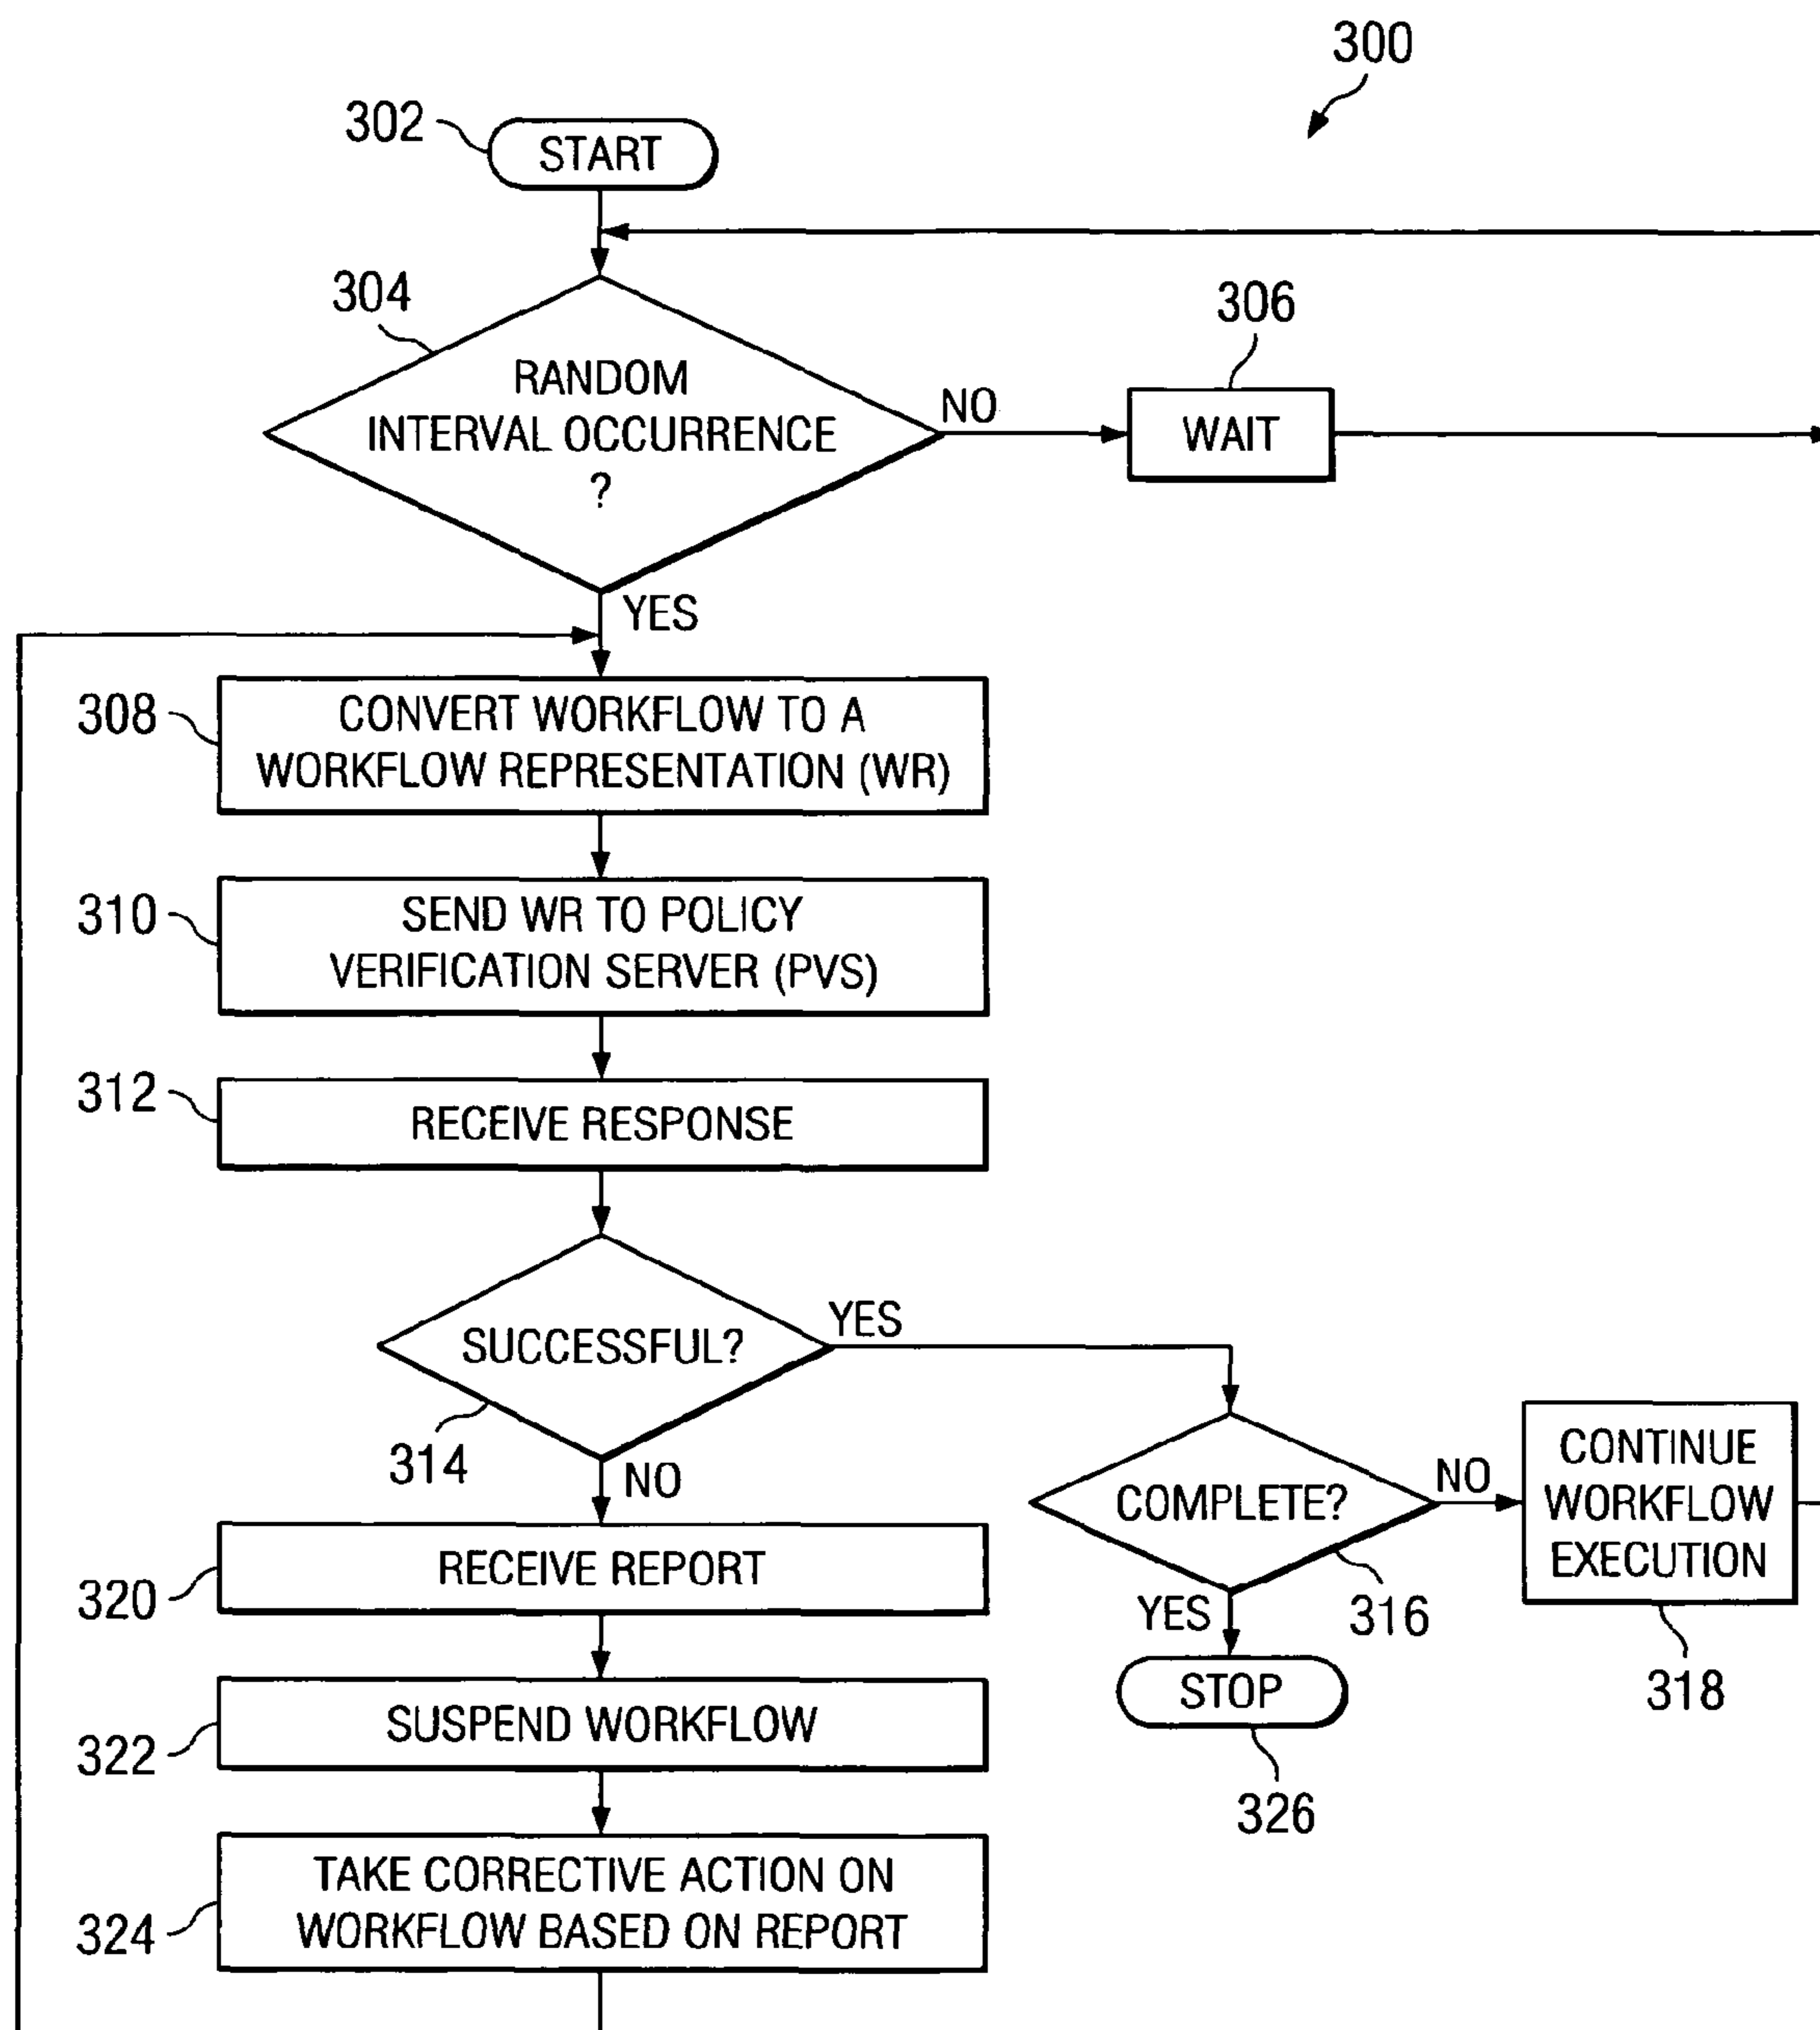 300
302
START
304
RANDOM
INTERVAL OCCURRENCE
?
NO
306
WAIT
YES
308
CONVERT WORKFLOW TO A
WORKFLOW REPRESENTATION (WR)
310
SEND WR TO POLICY
VERIFICATION SERVER (PVS)
312
RECEIVE RESPONSE
SUCCESSFUL?
YES
314
NO
COMPLETE?
NO
316
YES
CONTINUE
WORKFLOW
EXECUTION
318
STOP
326
320
RECEIVE REPORT
322
SUSPEND WORKFLOW
324
TAKE CORRECTIVE ACTION ON
WORKFLOW BASED ON REPORT